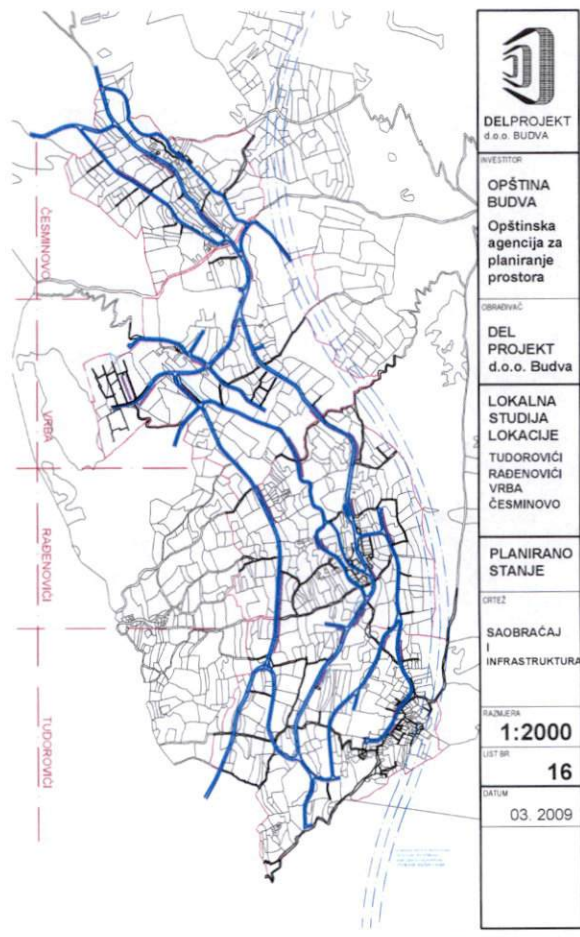 ČESMINOVO
VRBA
RAĐENOVIĆI
TUDOROVIĆI
DELPROJEKT
d.o.o. BUDVA
INVESTITOR
OPŠTINA
BUDVA
Opštinska
agencija za
planiranje
prostora
OBRAĐIVAČ
DEL
PROJEKT
d.o.o. Budva
LOKALNA
STUDIJA
LOKACIJE
TUDOROVIĆI
RAĐENOVIĆI
VRBA
ČESMINOVO
PLANIRANO
STANJE
CRTEŽ
SAOBRAĆAJ
I
INFRASTRUKTURA
RAZMJERA
1:2000
LIST BR.
16
DATUM
03. 2009